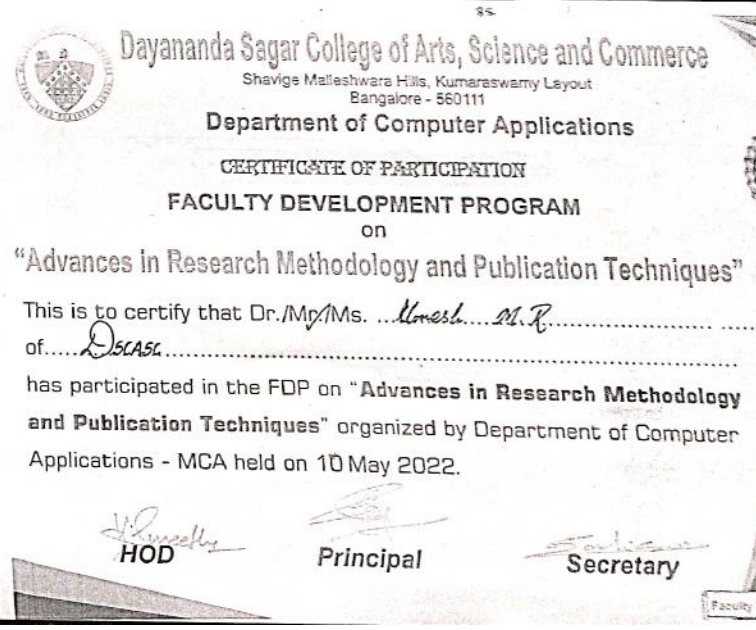 85
Dayananda Sagar College of Arts, Science and Commerce
Shavige Malleshwara Hills, Kumaraswamy Layout
Bangalore - 560111
Department of Computer Applications
CERTIFICATE OF PARTICIPATION
FACULTY DEVELOPMENT PROGRAM
on
“Advances in Research Methodology and Publication Techniques”
This is to certify that Dr./Mr/Ms. ...Umesh.... M.R......................
of.....DSCASC..............................................................
has participated in the FDP on “Advances in Research Methodology
and Publication Techniques” organized by Department of Computer
Applications - MCA held on 10 May 2022.
HOD
Principal
Secretary
Faculty